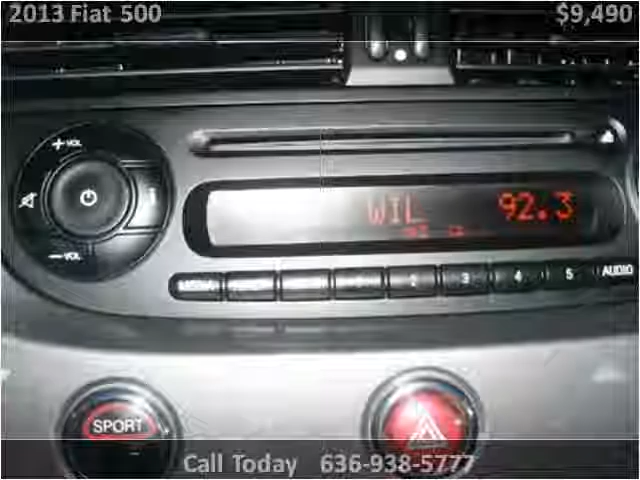 2013 Fiat 500 $9,490
+ VOL
WIL 92.3
- VOL
MENU 2 3 4 5 AUDIO
SPORT
Call Today 636-938-5777